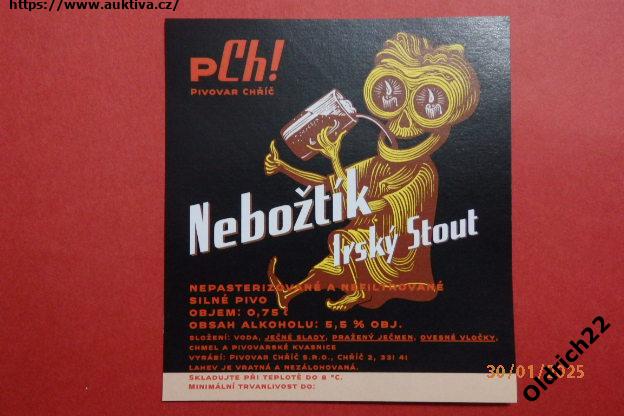 https://www.auktiva.cz/
PCh!
PIVOVAR CHŘÍČ
Nebožtík
Irský Stout
NEPASTERIZOVANÉ A NEFILTROVANÉ
SILNÉ PIVO
OBJEM: 0,75 ℓ
OBSAH ALKOHOLU: 5,5 % OBJ.
SLOŽENÍ: VODA, JEČNÉ SLADY, PRAŽENÝ JEČMEN, OVESNÉ VLOČKY,
CHMEL A PIVOVARSKÉ KVASNICE
VYRÁBÍ: PIVOVAR CHŘÍČ S.R.O., CHŘÍČ 2, 331 41
LAHEV JE VRATNÁ A NEZÁLOHOVANÁ.
SKLADUJTE PŘI TEPLOTĚ DO 8 °C.
MINIMÁLNÍ TRVANLIVOST DO:
30/01/2025
Oldrich22